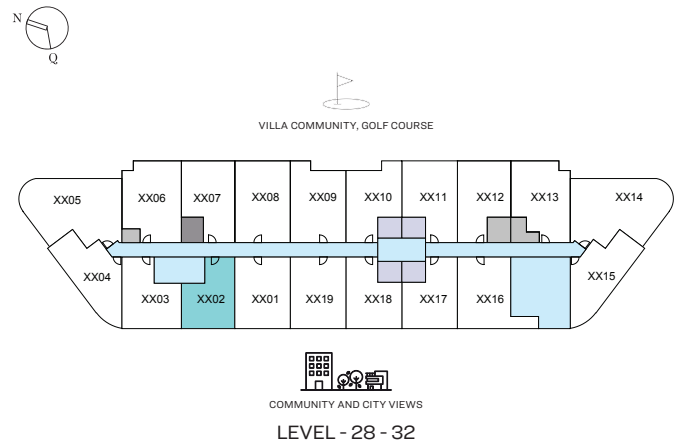 N
Q
VILLA COMMUNITY, GOLF COURSE
XX05
XX06
XX07
XX08
XX09
XX10
XX11
XX12
XX13
XX14
XX04
XX03
XX02
XX01
XX19
XX18
XX17
XX16
XX15
COMMUNITY AND CITY VIEWS
LEVEL - 28 - 32